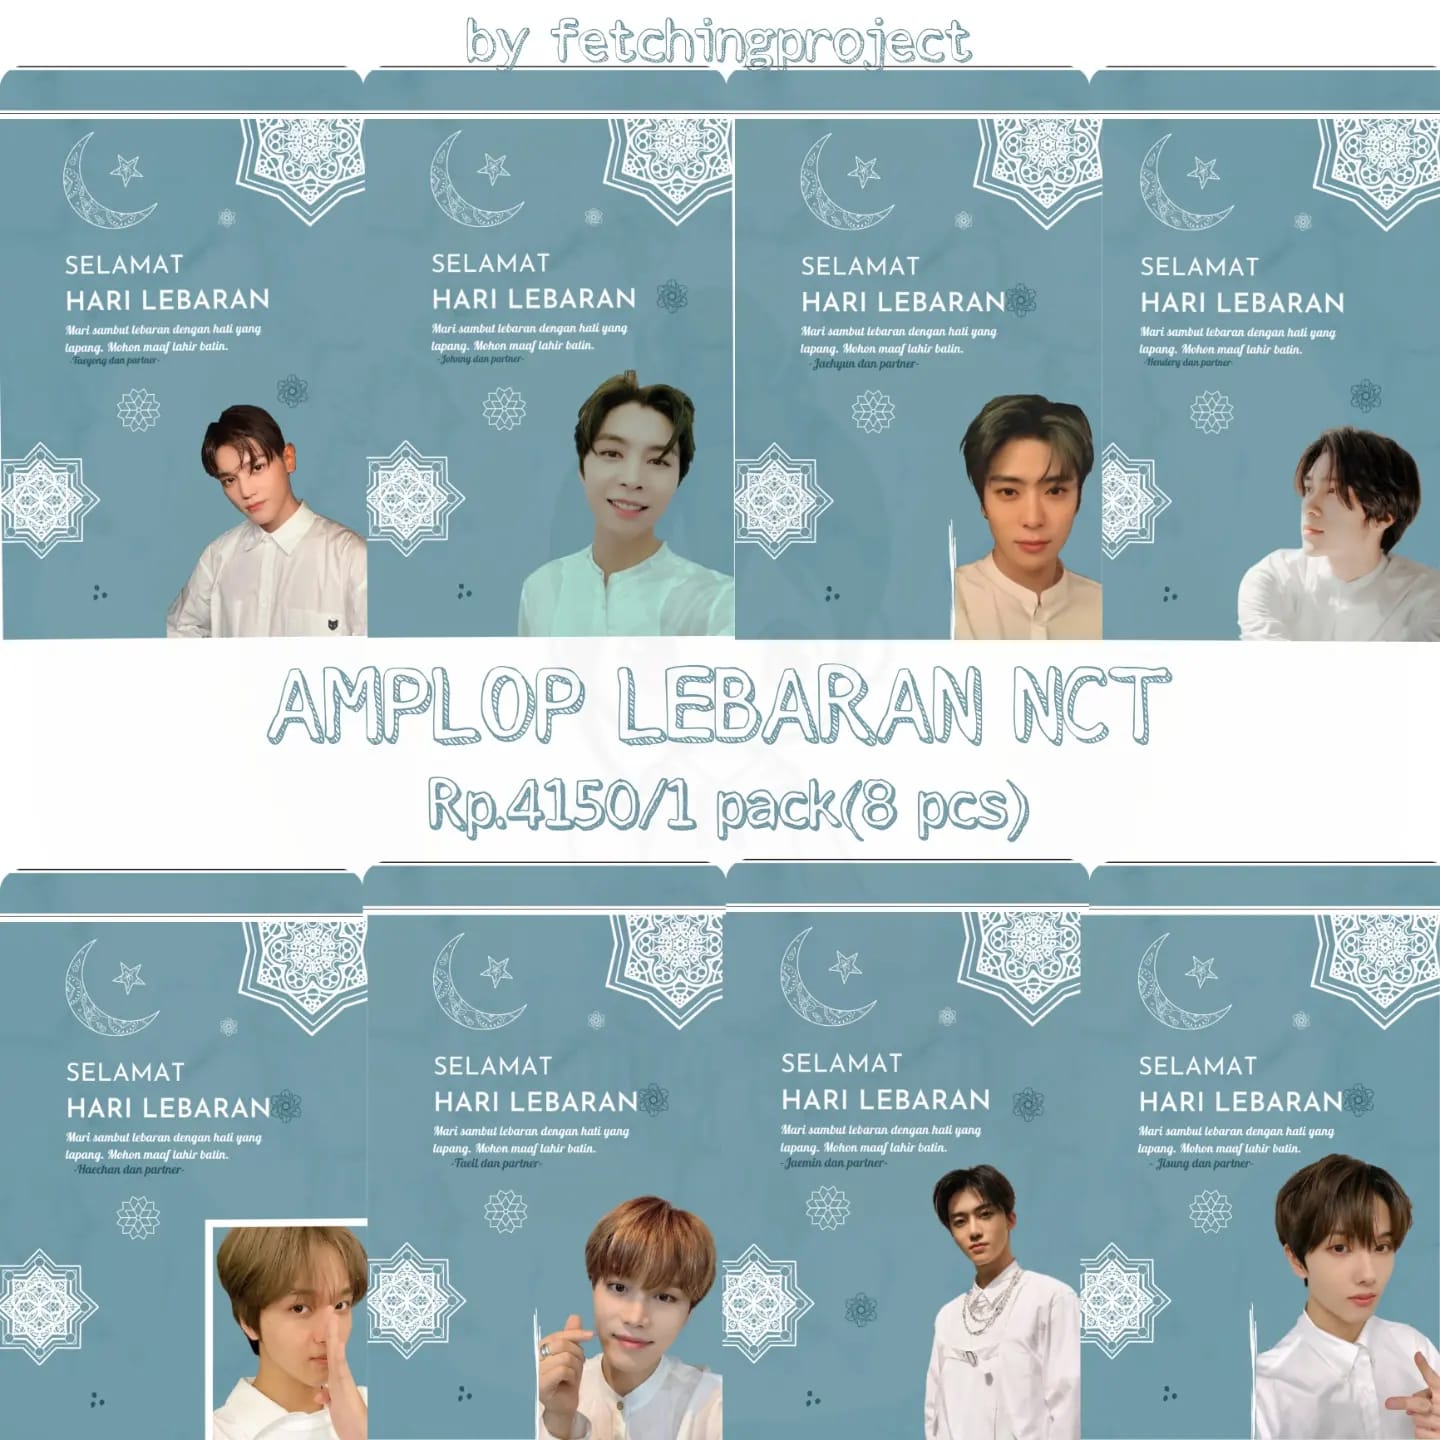 by fetchingproject
SELAMAT
HARI LEBARAN
Mari sambut lebaran dengan hati yang
lapang. Mohon maaf lahir batin.
-Taeyong dan partner-
SELAMAT
HARI LEBARAN
Mari sambut lebaran dengan hati yang
lapang. Mohon maaf lahir batin.
-Johnny dan partner-
SELAMAT
HARI LEBARAN
Mari sambut lebaran dengan hati yang
lapang. Mohon maaf lahir batin.
-Jaehyun dan partner-
SELAMAT
HARI LEBARAN
Mari sambut lebaran dengan hati yang
lapang. Mohon maaf lahir batin.
-Hendery dan partner-
AMPLOP LEBARAN NCT
Rp.4150/1 pack(8 pcs)
SELAMAT
HARI LEBARAN
Mari sambut lebaran dengan hati yang
lapang. Mohon maaf lahir batin.
-Haechan dan partner-
SELAMAT
HARI LEBARAN
Mari sambut lebaran dengan hati yang
lapang. Mohon maaf lahir batin.
-Taeil dan partner-
SELAMAT
HARI LEBARAN
Mari sambut lebaran dengan hati yang
lapang. Mohon maaf lahir batin.
-Jaemin dan partner-
SELAMAT
HARI LEBARAN
Mari sambut lebaran dengan hati yang
lapang. Mohon maaf lahir batin.
- Jisung dan partner-